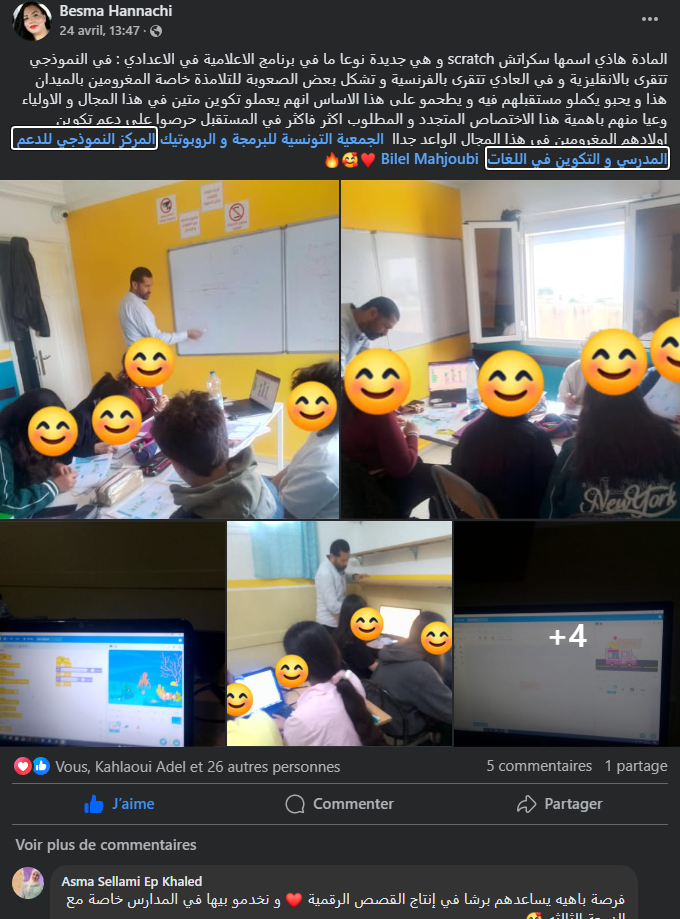 Besma Hannachi
24 avril, 13:47
المادة هاذي اسمها سكراتش scratch و هي جديدة نوعا ما في برنامج الاعلامية في الاعدادي : في النموذجي
تتقرى بالانقليزية و في العادي تتقرى بالفرنسية و تشكل بعض الصعوبة للتلامذة خاصة المغرومين بالميدان
هذا و يحبو يكملو مستقبلهم فيه و يطحمو على هذا الاساس انهم يعملو تكوين متين في هذا المجال و الاولياء
وعيا منهم باهمية هذا الاختصاص المتجدد و المطلوب اكثر فاكثر في المستقبل حرصوا على دعم تكوين
اولادهم المغرومين في هذا المجال الواعد جداا الجمعية التونسية للبرمجة و الروبوتيك المركز النموذجي للدعم
المدرسي و التكوين في اللغات Bilel Mahjoubi ❤️🥰🔥
NewYork
+4
Vous, Kahlaoui Adel et 26 autres personnes
5 commentaires 1 partage
J'aime
Commenter
Partager
Voir plus de commentaires
Asma Sellami Ep Khaled
فرصة باهيه يساعدهم برشا في إنتاج القصص الرقمية ❤️ و نخدمو بيها في المدارس خاصة مع